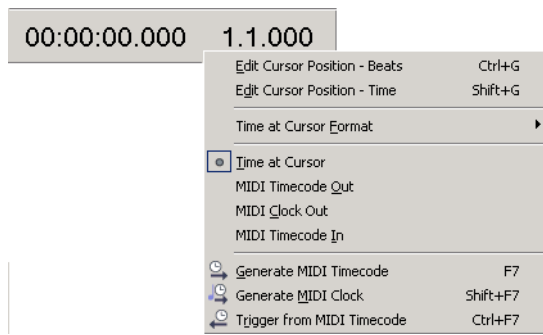 00:00:00.000 1.1.000
Edit Cursor Position - Beats Ctrl+G
Edit Cursor Position - Time Shift+G
Time at Cursor Format
Time at Cursor
MIDI Timecode Out
MIDI Clock Out
MIDI Timecode In
Generate MIDI Timecode F7
Generate MIDI Clock Shift+F7
Trigger from MIDI Timecode Ctrl+F7